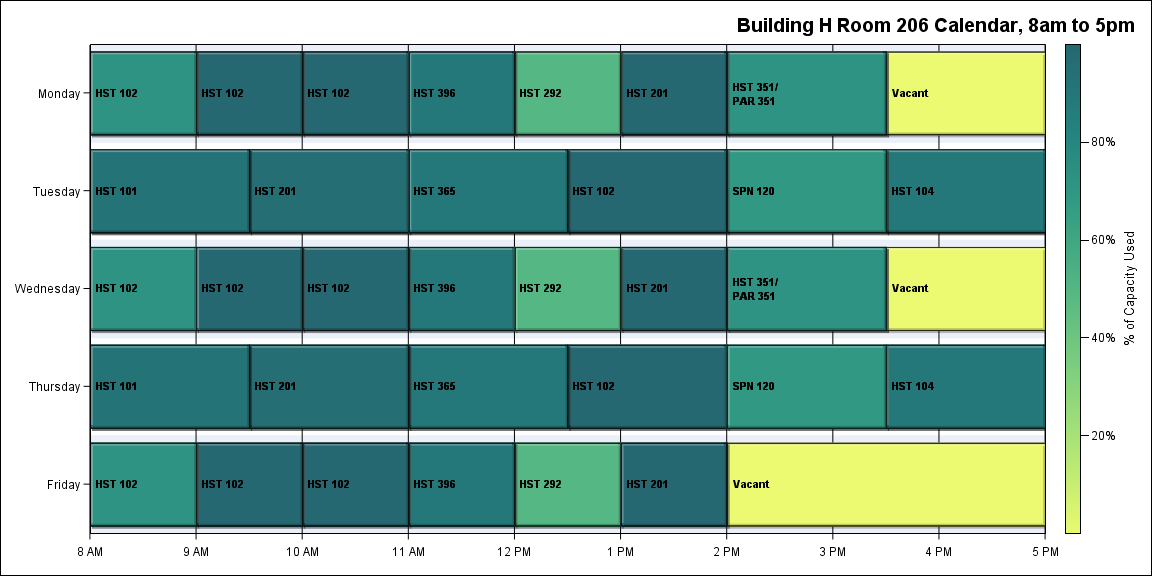 Building H Room 206 Calendar, 8am to 5pm
Monday
HST 102
HST 102
HST 102
HST 396
HST 292
HST 201
HST 351/
PAR 351
Vacant
Tuesday
HST 101
HST 201
HST 365
HST 102
SPN 120
HST 104
Wednesday
HST 102
HST 102
HST 102
HST 396
HST 292
HST 201
HST 351/
PAR 351
Vacant
Thursday
HST 101
HST 201
HST 365
HST 102
SPN 120
HST 104
Friday
HST 102
HST 102
HST 102
HST 396
HST 292
HST 201
Vacant
8 AM
9 AM
10 AM
11 AM
12 PM
1 PM
2 PM
3 PM
4 PM
5 PM
80%
60%
40%
20%
% of Capacity Used